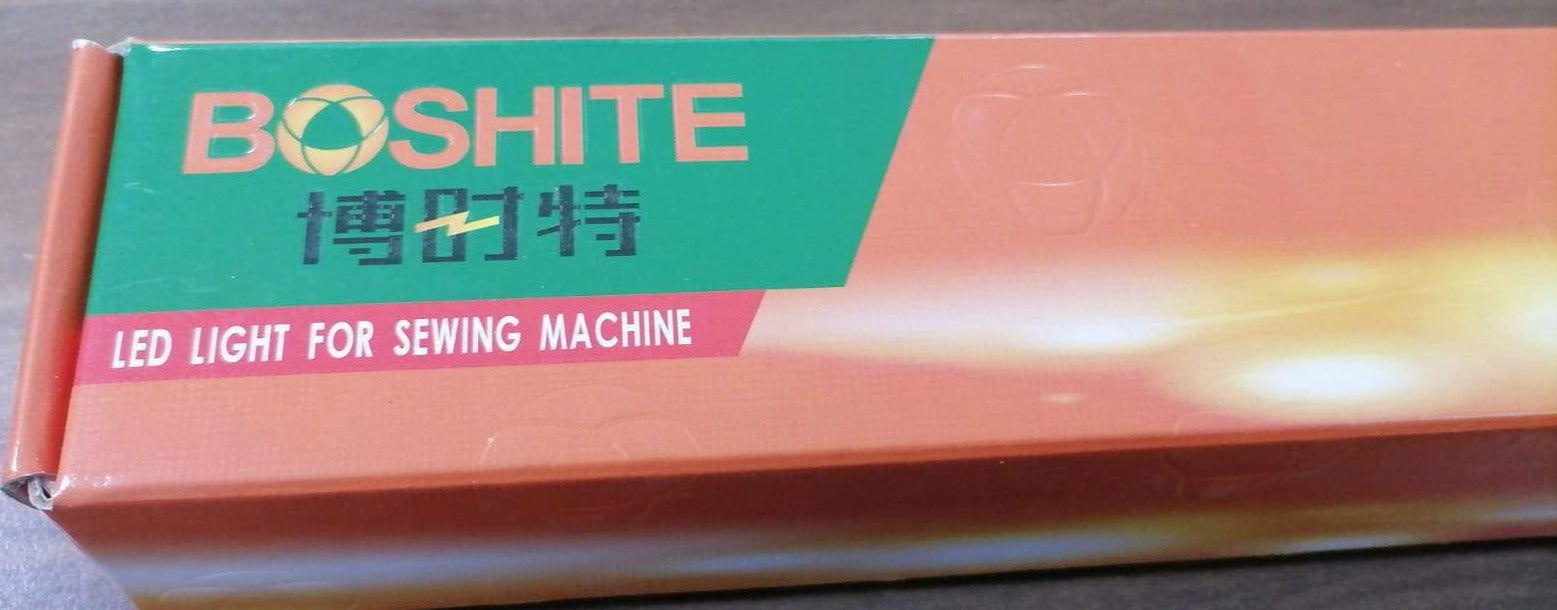 BOSHITE
博时特
LED LIGHT FOR SEWING MACHINE